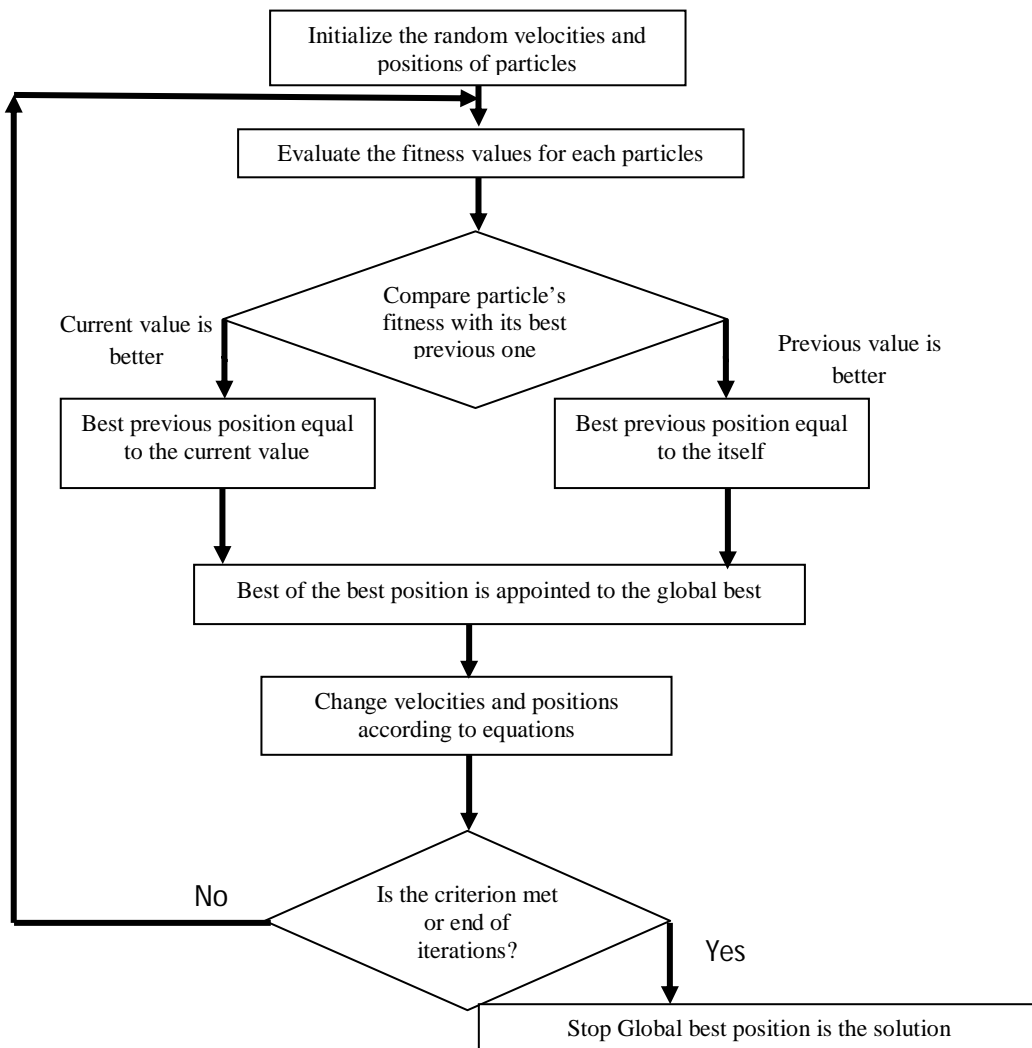 Initialize the random velocities and
positions of particles
Evaluate the fitness values for each particles
Compare particle's
fitness with its best
previous one
Current value is
better
Previous value is
better
Best previous position equal
to the current value
Best previous position equal
to the itself
Best of the best position is appointed to the global best
Change velocities and positions
according to equations
Is the criterion met
or end of
iterations?
No
Yes
Stop Global best position is the solution